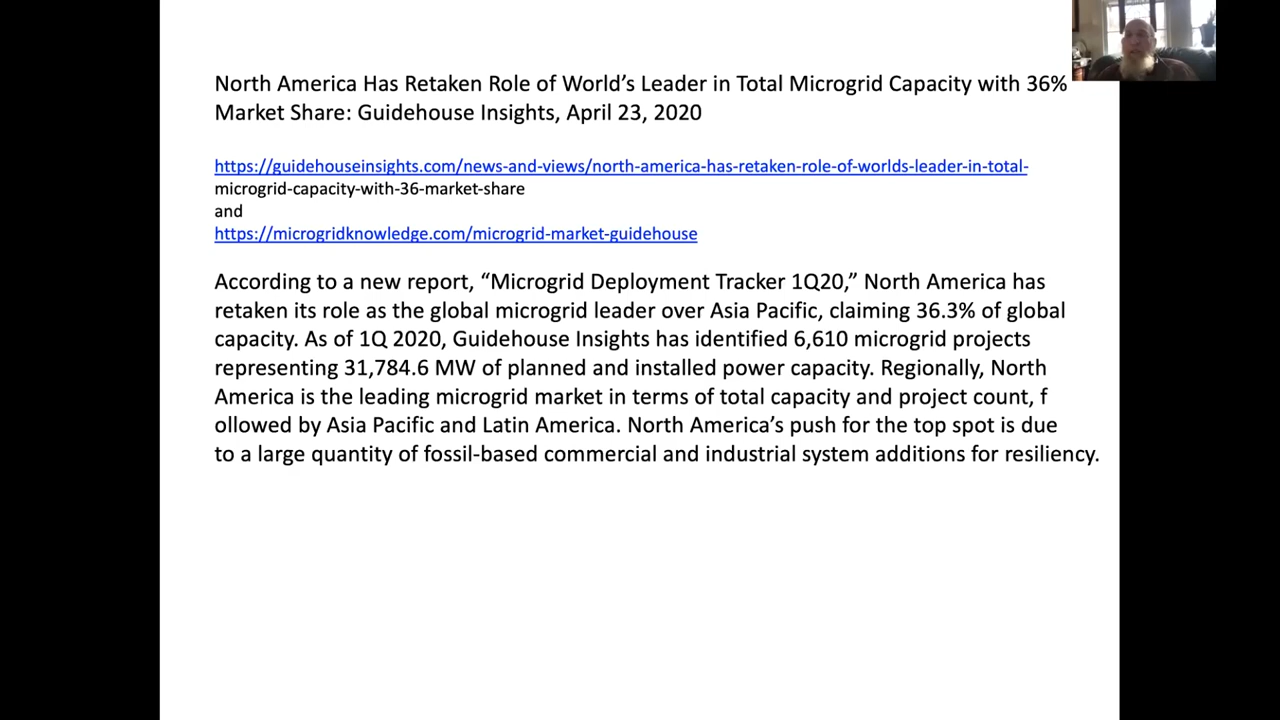 North America Has Retaken Role of World’s Leader in Total Microgrid Capacity with 36%
Market Share: Guidehouse Insights, April 23, 2020
https://guidehouseinsights.com/news-and-views/north-america-has-retaken-role-of-worlds-leader-in-total-
microgrid-capacity-with-36-market-share
and
https://microgridknowledge.com/microgrid-market-guidehouse
According to a new report, “Microgrid Deployment Tracker 1Q20,” North America has
retaken its role as the global microgrid leader over Asia Pacific, claiming 36.3% of global
capacity. As of 1Q 2020, Guidehouse Insights has identified 6,610 microgrid projects
representing 31,784.6 MW of planned and installed power capacity. Regionally, North
America is the leading microgrid market in terms of total capacity and project count, f
ollowed by Asia Pacific and Latin America. North America’s push for the top spot is due
to a large quantity of fossil-based commercial and industrial system additions for resiliency.